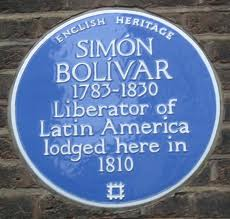 ENGLISH HERITAGE
SIMÓN
BOLÍVAR
1783-1830
Liberator of
Latin America
lodged here in
1810